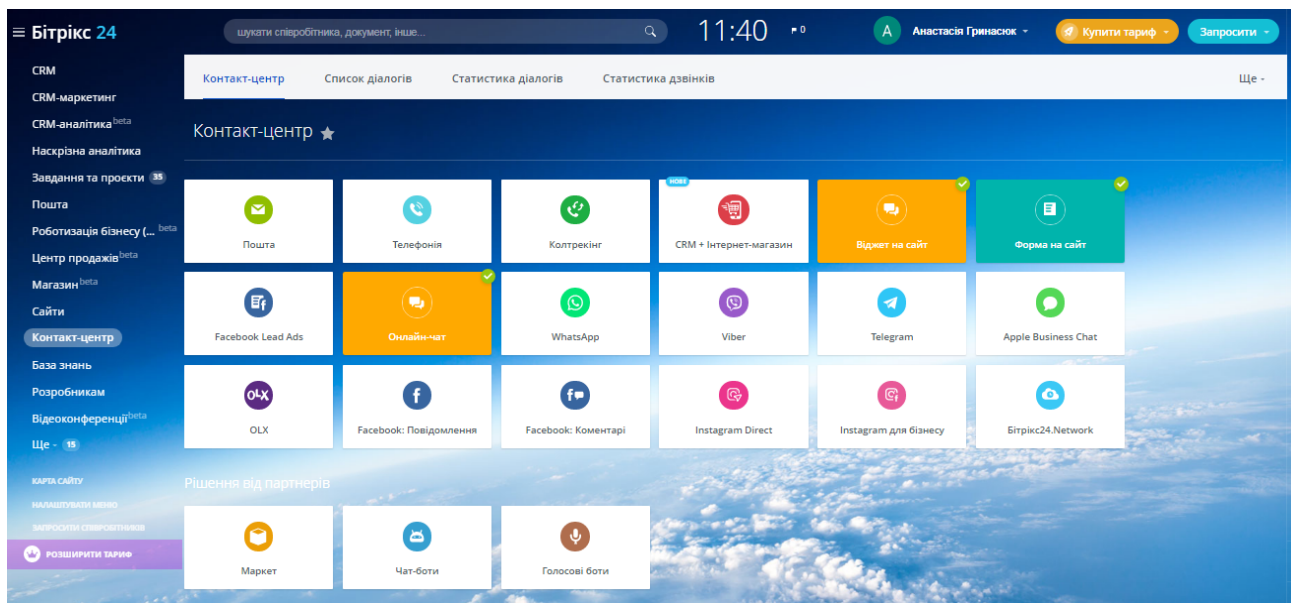 Бітрікс 24
шукати співробітника, документ, інше...
11:40
0
А
Анастасія Гринасюк
Купити тариф
Запросити
CRM
CRM-маркетинг
CRM-аналітика beta
Наскрізна аналітика
Завдання та проєкти 35
Пошта
Роботизація бізнесу (... beta
Центр продажів beta
Магазин beta
Сайти
Контакт-центр
База знань
Розробникам
Відеоконференції beta
Ще - 15
КАРТА САЙТУ
НАЛАШТУВАТИ МЕНЮ
ЗАПРОСИТИ СПІВРОБІТНИКІВ
РОЗШИРИТИ ТАРИФ
Контакт-центр
Список діалогів
Статистика діалогів
Статистика дзвінків
Ще -
Контакт-центр
Пошта
Телефонія
Колтрекінг
НОВЕ
CRM + Інтернет-магазин
Віджет на сайт
Форма на сайт
Facebook Lead Ads
Онлайн-чат
WhatsApp
Viber
Telegram
Apple Business Chat
OLX
OLX
Facebook: Повідомлення
Facebook: Коментарі
Instagram Direct
Instagram для бізнесу
Бітрікс24.Network
Рішення від партнерів
Маркет
Чат-боти
Голосові боти